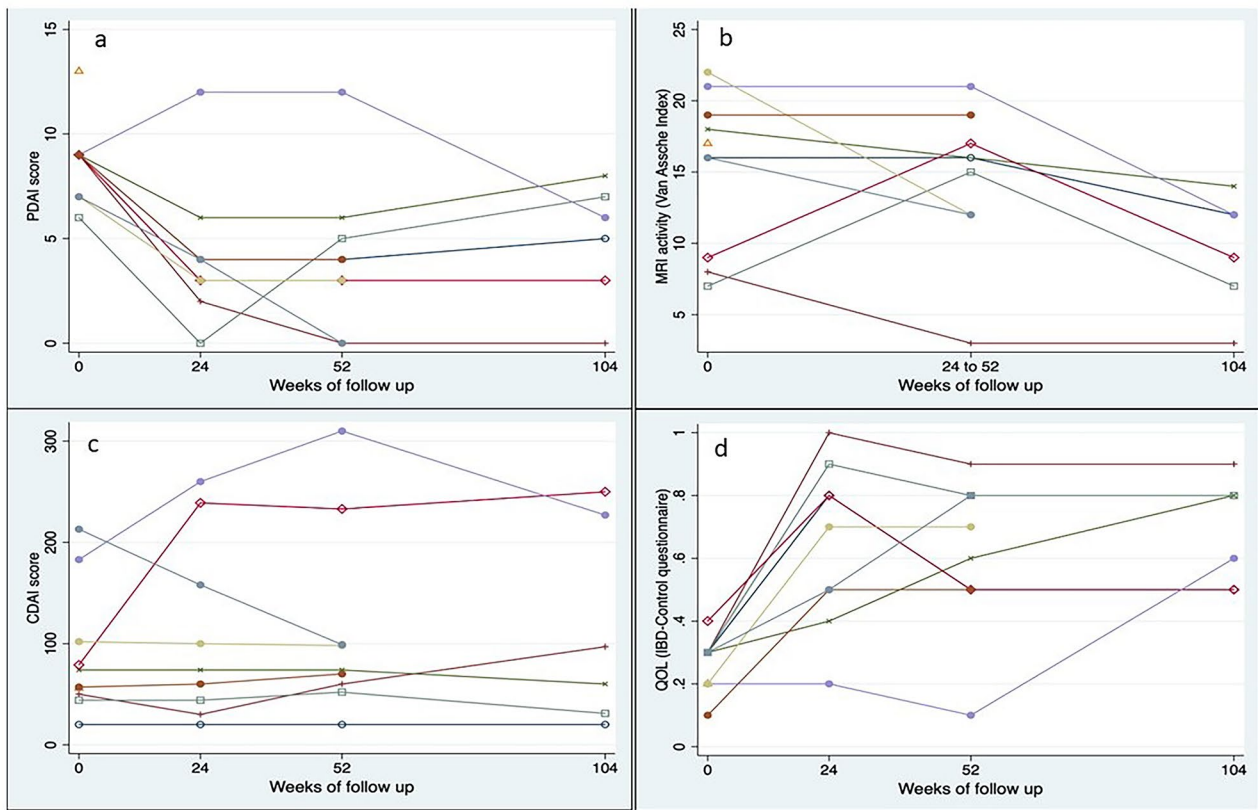 a
15
10
5
0
PDAI score
0 24 52 104
Weeks of follow up
b
25
20
15
10
5
MRI activity (Van Assche Index)
0 24 to 52 104
Weeks of follow up
c
300
200
100
0
CDAI score
0 24 52 104
Weeks of follow up
d
1
.8
.6
.4
.2
0
QOL (IBD-Control questionnaire)
0 24 52 104
Weeks of follow up